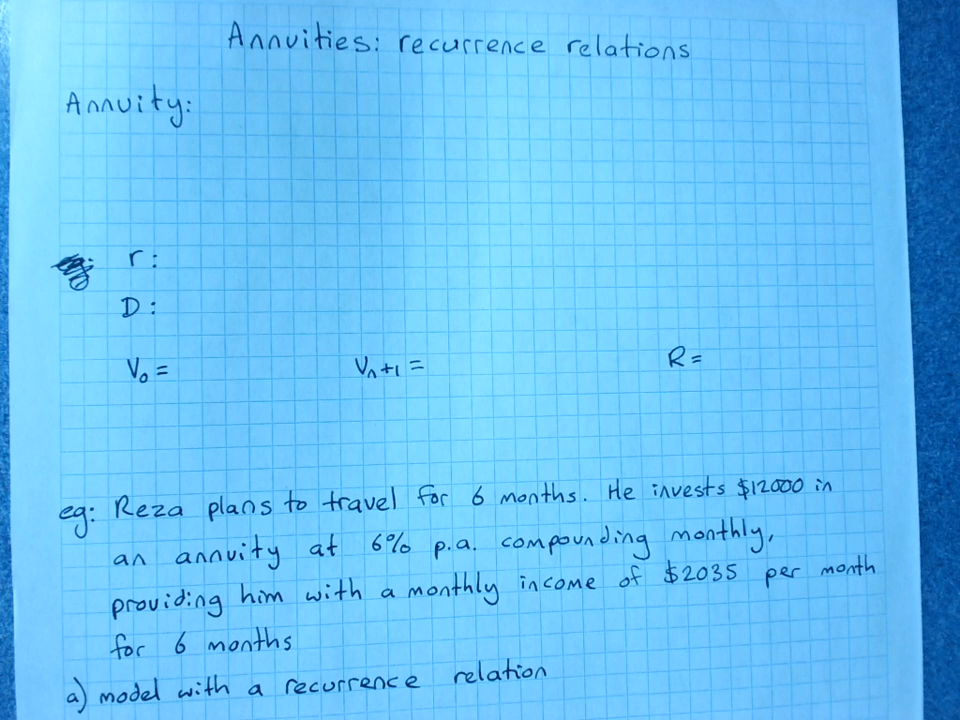 Annuities: recurrence relations
Annuity:
r:
D:
V₀ = Vₙ₊₁ = R =
eg: Reza plans to travel for 6 months. He invests $12000 in
an annuity at 6% p.a. compounding monthly,
providing him with a monthly income of $2035 per month
for 6 months
a) model with a recurrence relation